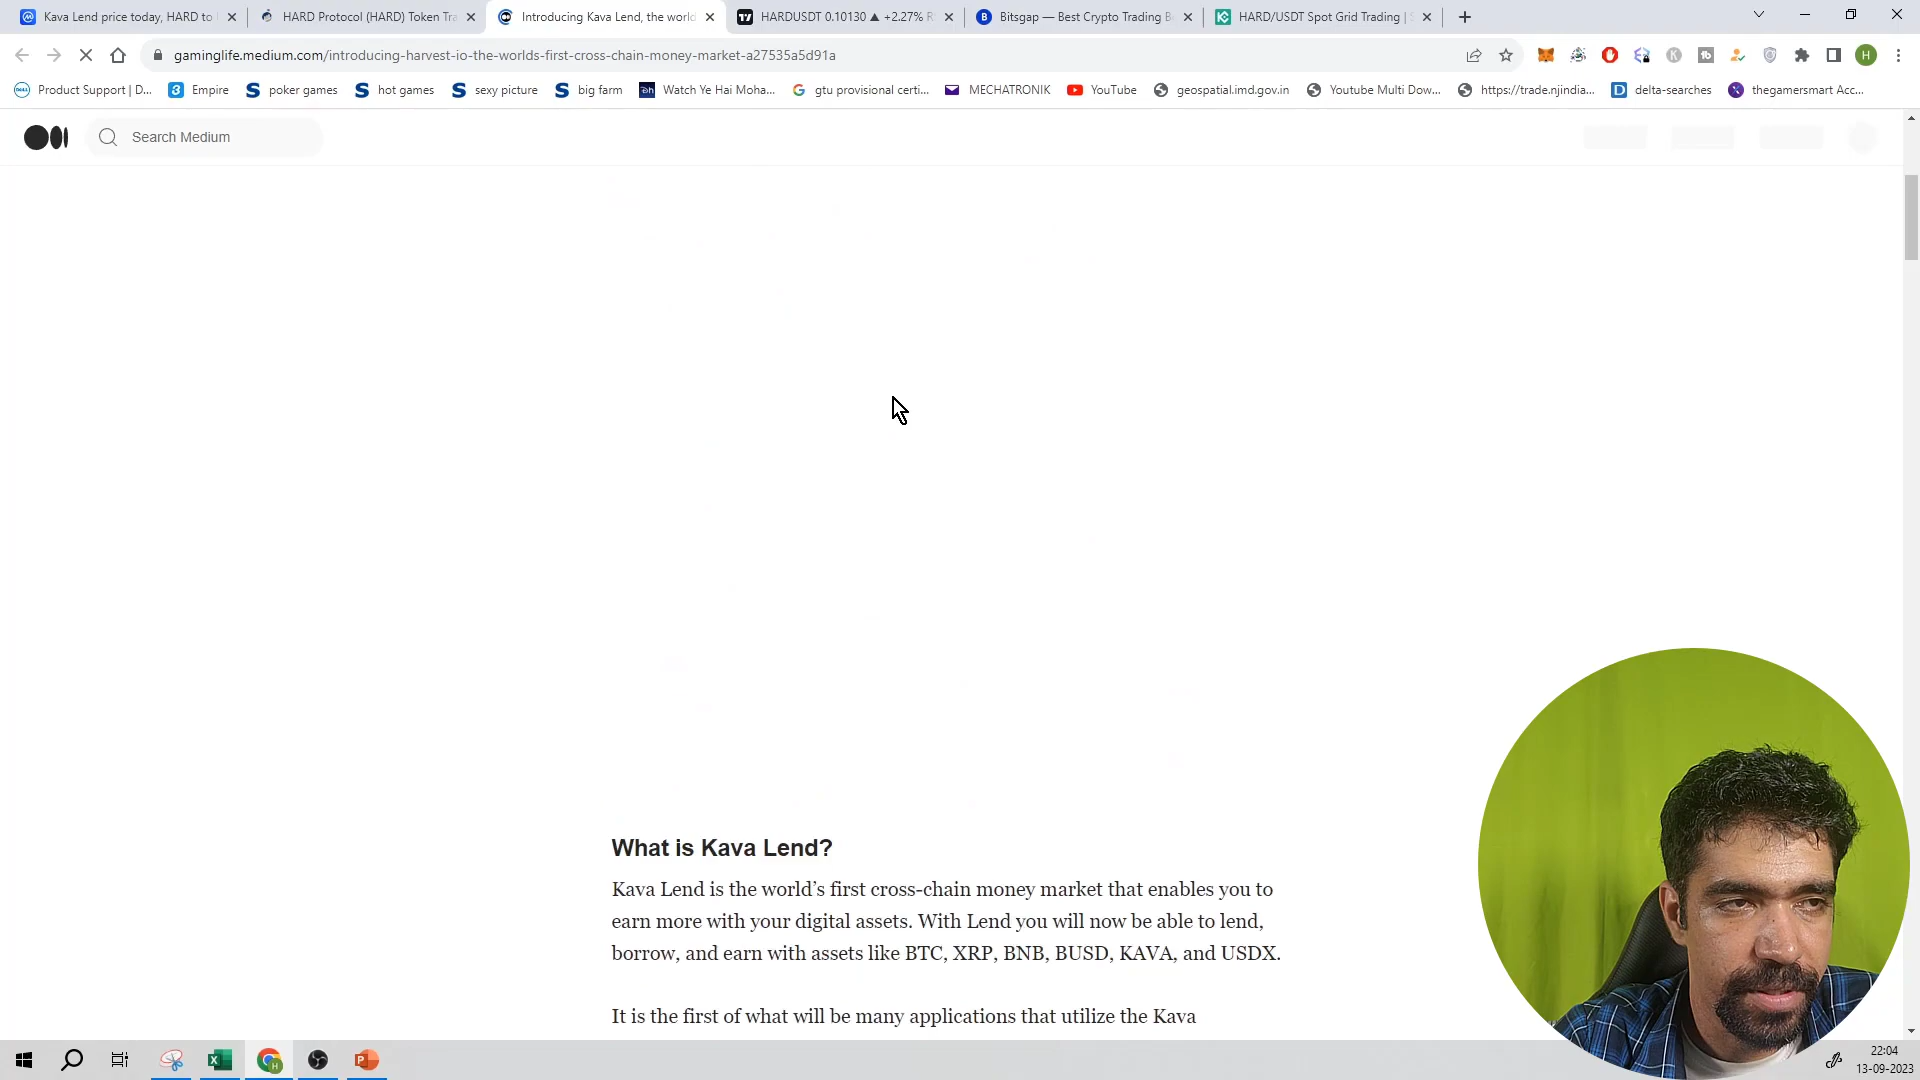 Kava Lend price today, HARD to
HARD Protocol (HARD) Token Tra
Introducing Kava Lend, the world
HARDUSDT 0.10130 ▲ +2.27%
Bitsgap — Best Crypto Trading B
HARD/USDT Spot Grid Trading |
gaminglife.medium.com/introducing-harvest-io-the-worlds-first-cross-chain-money-market-a27535a5d91a
H
Product Support | D...
Empire
poker games
hot games
sexy picture
big farm
Watch Ye Hai Moha...
gtu provisional certi...
MECHATRONIK
YouTube
geospatial.imd.gov.in
Youtube Multi Dow...
https://trade.njindia...
delta-searches
thegamersmart Acc...
Search Medium
What is Kava Lend?
Kava Lend is the world’s first cross-chain money market that enables you to
earn more with your digital assets. With Lend you will now be able to lend,
borrow, and earn with assets like BTC, XRP, BNB, BUSD, KAVA, and USDX.
It is the first of what will be many applications that utilize the Kava
22:04
13-09-2023